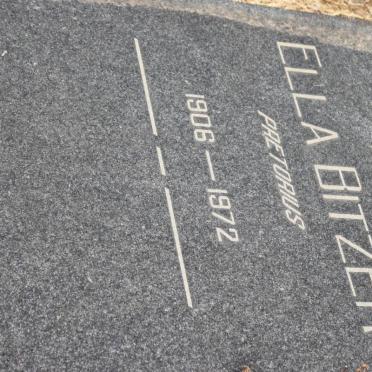 ELLA BITZER
PRETORIUS
1906 — 1972